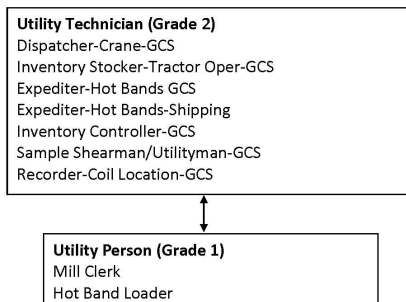 Utility Technician (Grade 2)
Dispatcher-Crane-GCS
Inventory Stocker-Tractor Oper-GCS
Expediter-Hot Bands GCS
Expediter-Hot Bands-Shipping
Inventory Controller-GCS
Sample Shearman/Utilityman-GCS
Recorder-Coil Location-GCS
Utility Person (Grade 1)
Mill Clerk
Hot Band Loader